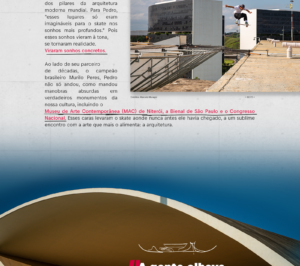 dos pilares da arquitetura
moderna mundial. Para Pedro,
"esses lugares só eram
imagináveis para o skate nos
sonhos mais profundos." Pois
esses sonhos vieram à tona,
se tornaram realidade.
Viraram sonhos concretos.
Ao lado de seu parceiro
de décadas, o campeão
brasileiro Murilo Peres, Pedro
não só andou, como mandou
manobras absurdas em
verdadeiros monumentos da
nossa cultura, incluindo o
Museu de Arte Contemporânea (MAC) de Niterói, a Bienal de São Paulo e o Congresso
Nacional. Esses caras levaram o skate aonde nunca antes ele havia chegado, a um sublime
encontro com a arte que mais o alimenta: a arquitetura.
"A gente olhava